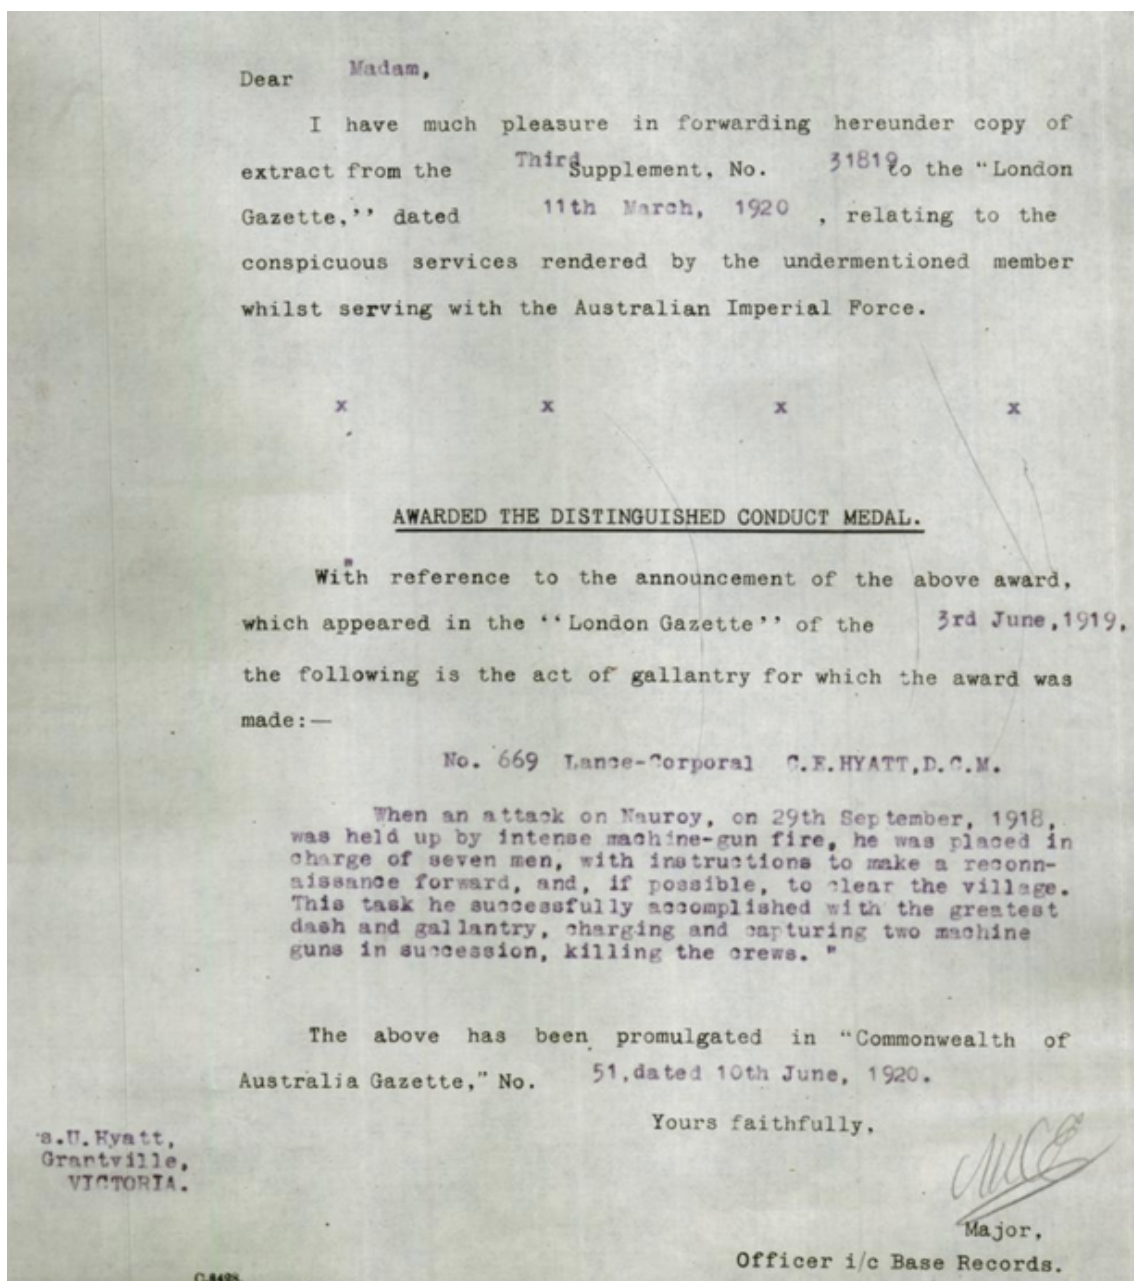 Dear Madam,
I have much pleasure in forwarding hereunder copy of
extract from the Third Supplement, No. 31819 to the "London
Gazette,'' dated 11th March, 1920 , relating to the
conspicuous services rendered by the undermentioned member
whilst serving with the Australian Imperial Force.
x x x x
AWARDED THE DISTINGUISHED CONDUCT MEDAL.
With reference to the announcement of the above award,
which appeared in the ''London Gazette'' of the 3rd June,1919,
the following is the act of gallantry for which the award was
made:—
No. 669 Lance-Corporal C.E.HYATT,D.C.M.
"When an attack on Nauroy, on 29th September, 1918,
was held up by intense machine-gun fire, he was placed in
charge of seven men, with instructions to make a reconn-
aissance forward, and, if possible, to clear the village.
This task he successfully accomplished with the greatest
dash and gallantry, charging and capturing two machine
guns in succession, killing the crews. "
The above has been promulgated in "Commonwealth of
Australia Gazette," No. 51,dated 10th June, 1920.
Yours faithfully,
s.U.Hyatt,
Grantville,
VICTORIA.
Major,
Officer i/c Base Records.